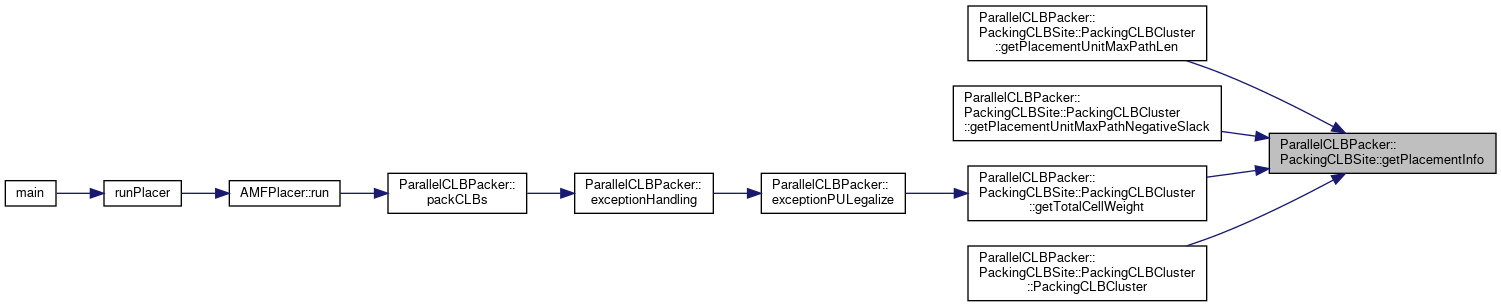 ParallelCLBPacker::
PackingCLBSite::PackingCLBCluster
::getPlacementUnitMaxPathLen
ParallelCLBPacker::
PackingCLBSite::PackingCLBCluster
::getPlacementUnitMaxPathNegativeSlack
ParallelCLBPacker::
PackingCLBSite::getPlacementInfo
main
runPlacer
AMFPlacer::run
ParallelCLBPacker::
packCLBs
ParallelCLBPacker::
exceptionHandling
ParallelCLBPacker::
exceptionPULegalize
ParallelCLBPacker::
PackingCLBSite::PackingCLBCluster
::getTotalCellWeight
ParallelCLBPacker::
PackingCLBSite::PackingCLBCluster
::PackingCLBCluster